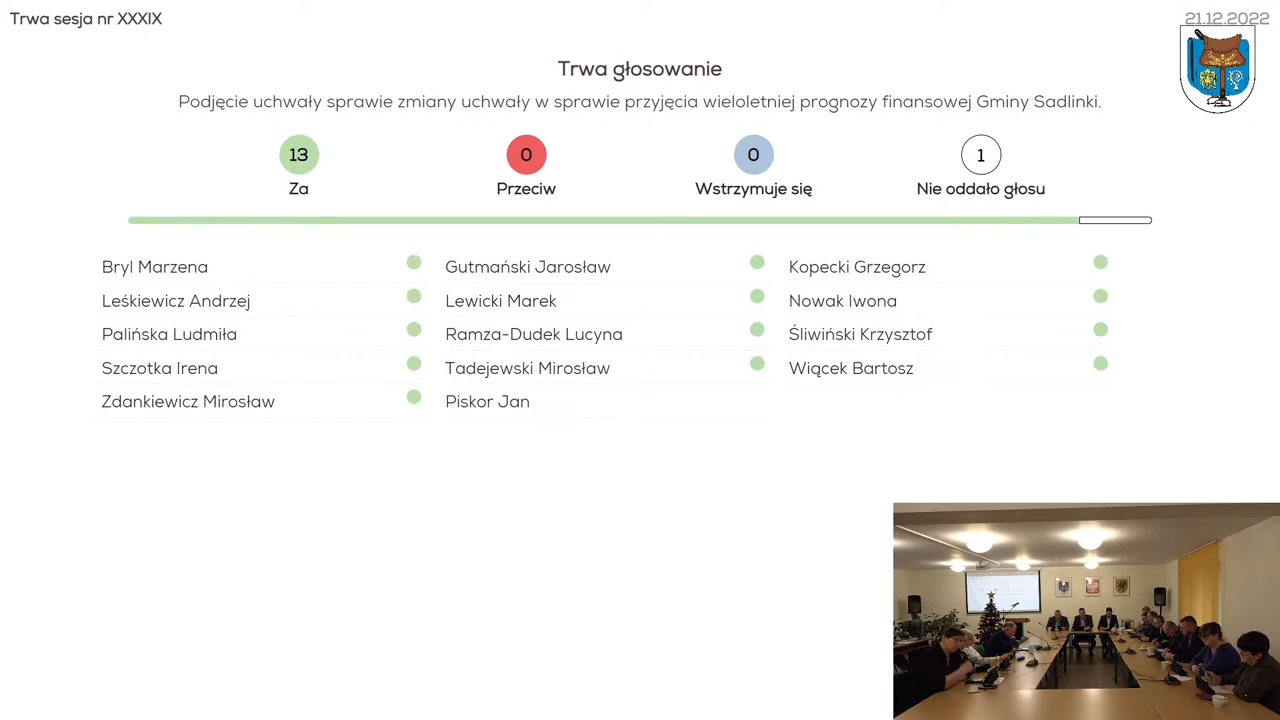 Trwa sesja nr XXXIX
21.12.2022
Trwa głosowanie
Podjęcie uchwały sprawie zmiany uchwały w sprawie przyjęcia wieloletniej prognozy finansowej Gminy Sadlinki.
13 0 0 1
Za Przeciw Wstrzymuje się Nie oddało głosu
Bryl Marzena Gutmański Jarosław Kopecki Grzegorz
Leśkiewicz Andrzej Lewicki Marek Nowak Iwona
Palińska Ludmiła Ramza-Dudek Lucyna Śliwiński Krzysztof
Szczotka Irena Tadejewski Mirosław Wiącek Bartosz
Zdankiewicz Mirosław Piskor Jan